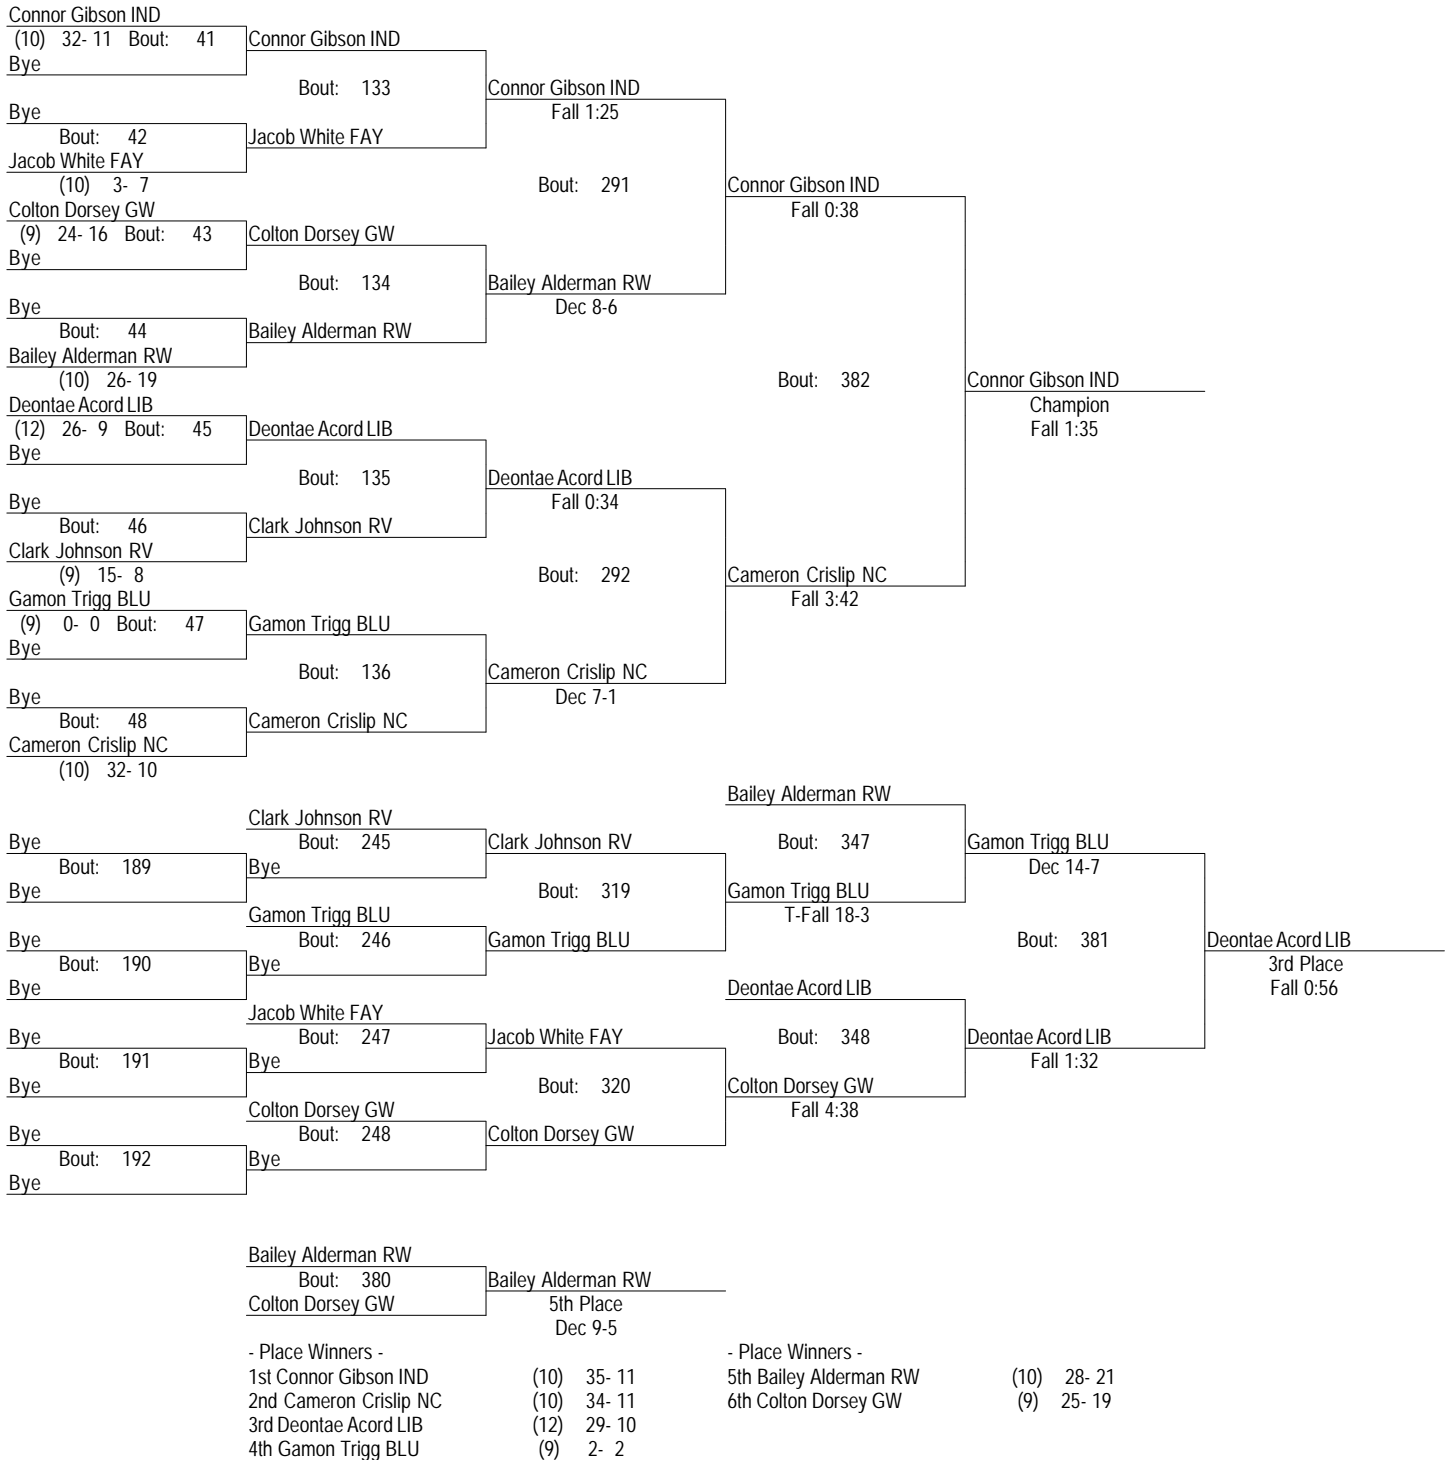 Connor Gibson IND
(10) 32- 11 Bout: 41 Connor Gibson IND
Bye
Bout: 133 Connor Gibson IND
Bye Fall 1:25
Bout: 42 Jacob White FAY
Jacob White FAY
(10) 3- 7 Bout: 291 Connor Gibson IND
Colton Dorsey GW Fall 0:38
(9) 24- 16 Bout: 43 Colton Dorsey GW
Bye
Bout: 134 Bailey Alderman RW
Bye Dec 8-6
Bout: 44 Bailey Alderman RW
Bailey Alderman RW
(10) 26- 19 Bout: 382 Connor Gibson IND
Deontae Acord LIB Champion
(12) 26- 9 Bout: 45 Deontae Acord LIB Fall 1:35
Bye
Bout: 135 Deontae Acord LIB
Bye Fall 0:34
Bout: 46 Clark Johnson RV
Clark Johnson RV
(9) 15- 8 Bout: 292 Cameron Crislip NC
Gamon Trigg BLU Fall 3:42
(9) 0- 0 Bout: 47 Gamon Trigg BLU
Bye
Bout: 136 Cameron Crislip NC
Bye Dec 7-1
Bout: 48 Cameron Crislip NC
Cameron Crislip NC
(10) 32- 10
Bailey Alderman RW
Clark Johnson RV
Bye Bout: 245 Clark Johnson RV Bout: 347 Gamon Trigg BLU
Bout: 189 Bye Dec 14-7
Bye Bout: 319 Gamon Trigg BLU
Gamon Trigg BLU T-Fall 18-3
Bye Bout: 246 Gamon Trigg BLU Bout: 381 Deontae Acord LIB
Bout: 190 Bye 3rd Place
Bye Deontae Acord LIB Fall 0:56
Jacob White FAY
Bye Bout: 247 Jacob White FAY Bout: 348 Deontae Acord LIB
Bout: 191 Bye Fall 1:32
Bye Bout: 320 Colton Dorsey GW
Colton Dorsey GW Fall 4:38
Bye Bout: 248 Colton Dorsey GW
Bout: 192 Bye
Bye
Bailey Alderman RW
Bout: 380 Bailey Alderman RW
Colton Dorsey GW 5th Place
Dec 9-5
- Place Winners - - Place Winners -
1st Connor Gibson IND (10) 35- 11 5th Bailey Alderman RW (10) 28- 21
2nd Cameron Crislip NC (10) 34- 11 6th Colton Dorsey GW (9) 25- 19
3rd Deontae Acord LIB (12) 29- 10
4th Gamon Trigg BLU (9) 2- 2